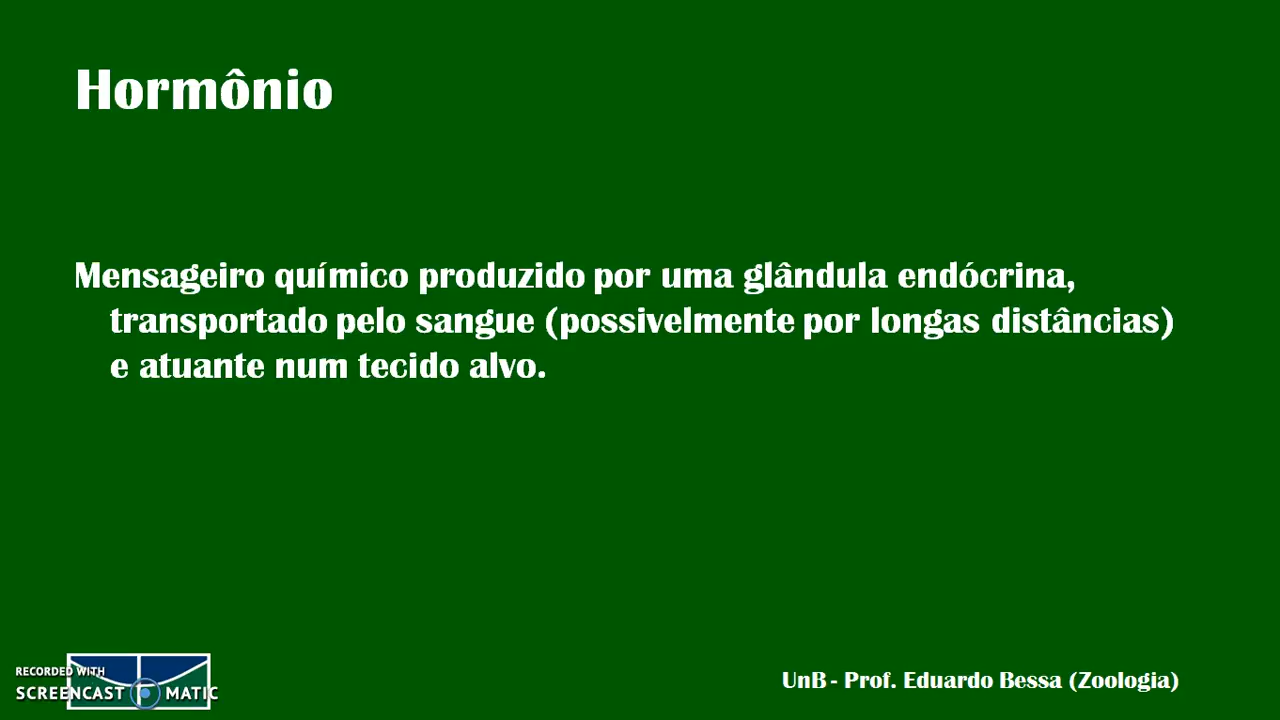 Hormônio
Mensageiro químico produzido por uma glândula endócrina,
transportado pelo sangue (possivelmente por longas distâncias)
e atuante num tecido alvo.
RECORDED WITH
SCREENCAST MATIC
UnB - Prof. Eduardo Bessa (Zoologia)